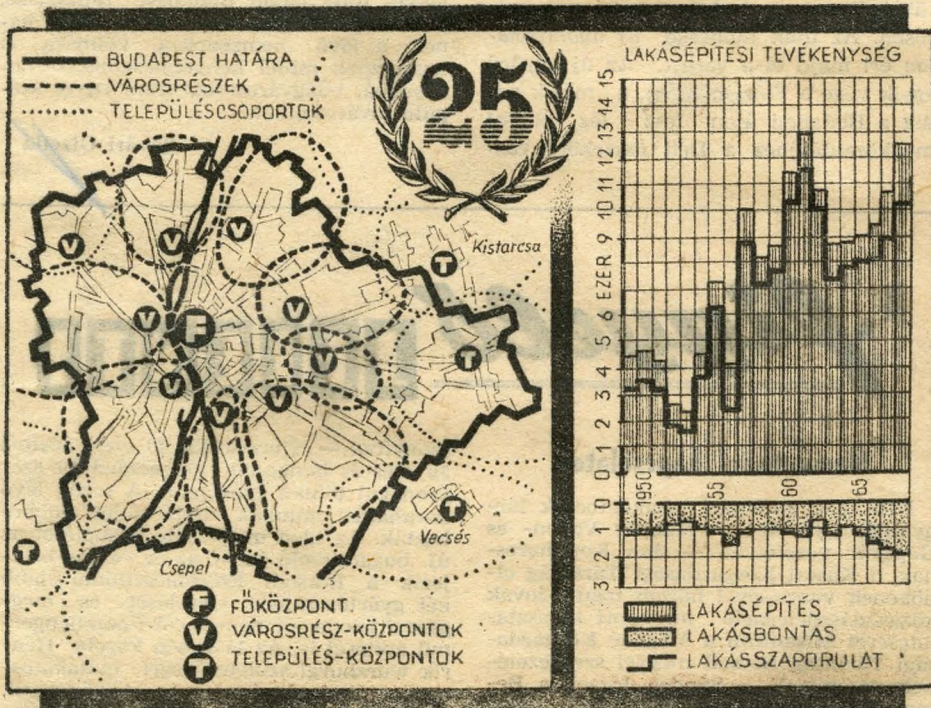 BUDAPEST HATÁRA
VÁROSRÉSZEK
TELEPÜLÉSCSOPORTOK
25
Kistarcsa
V
V
V
T
V
F
V
V
T
V
V
V
T
Vecsés
T
Csepel
F FŐKÖZPONT
V VÁROSRÉSZ-KÖZPONTOK
T TELEPÜLÉS-KÖZPONTOK
LAKÁSÉPÍTÉSI TEVÉKENYSÉG
0 1 2 3 4 5 6 EZER 8 9 10 11 12 13 14 15
1950 55 60 65
0 1 2 3
LAKÁSÉPÍTÉS
LAKÁSBONTÁS
LAKÁSSZAPORULAT